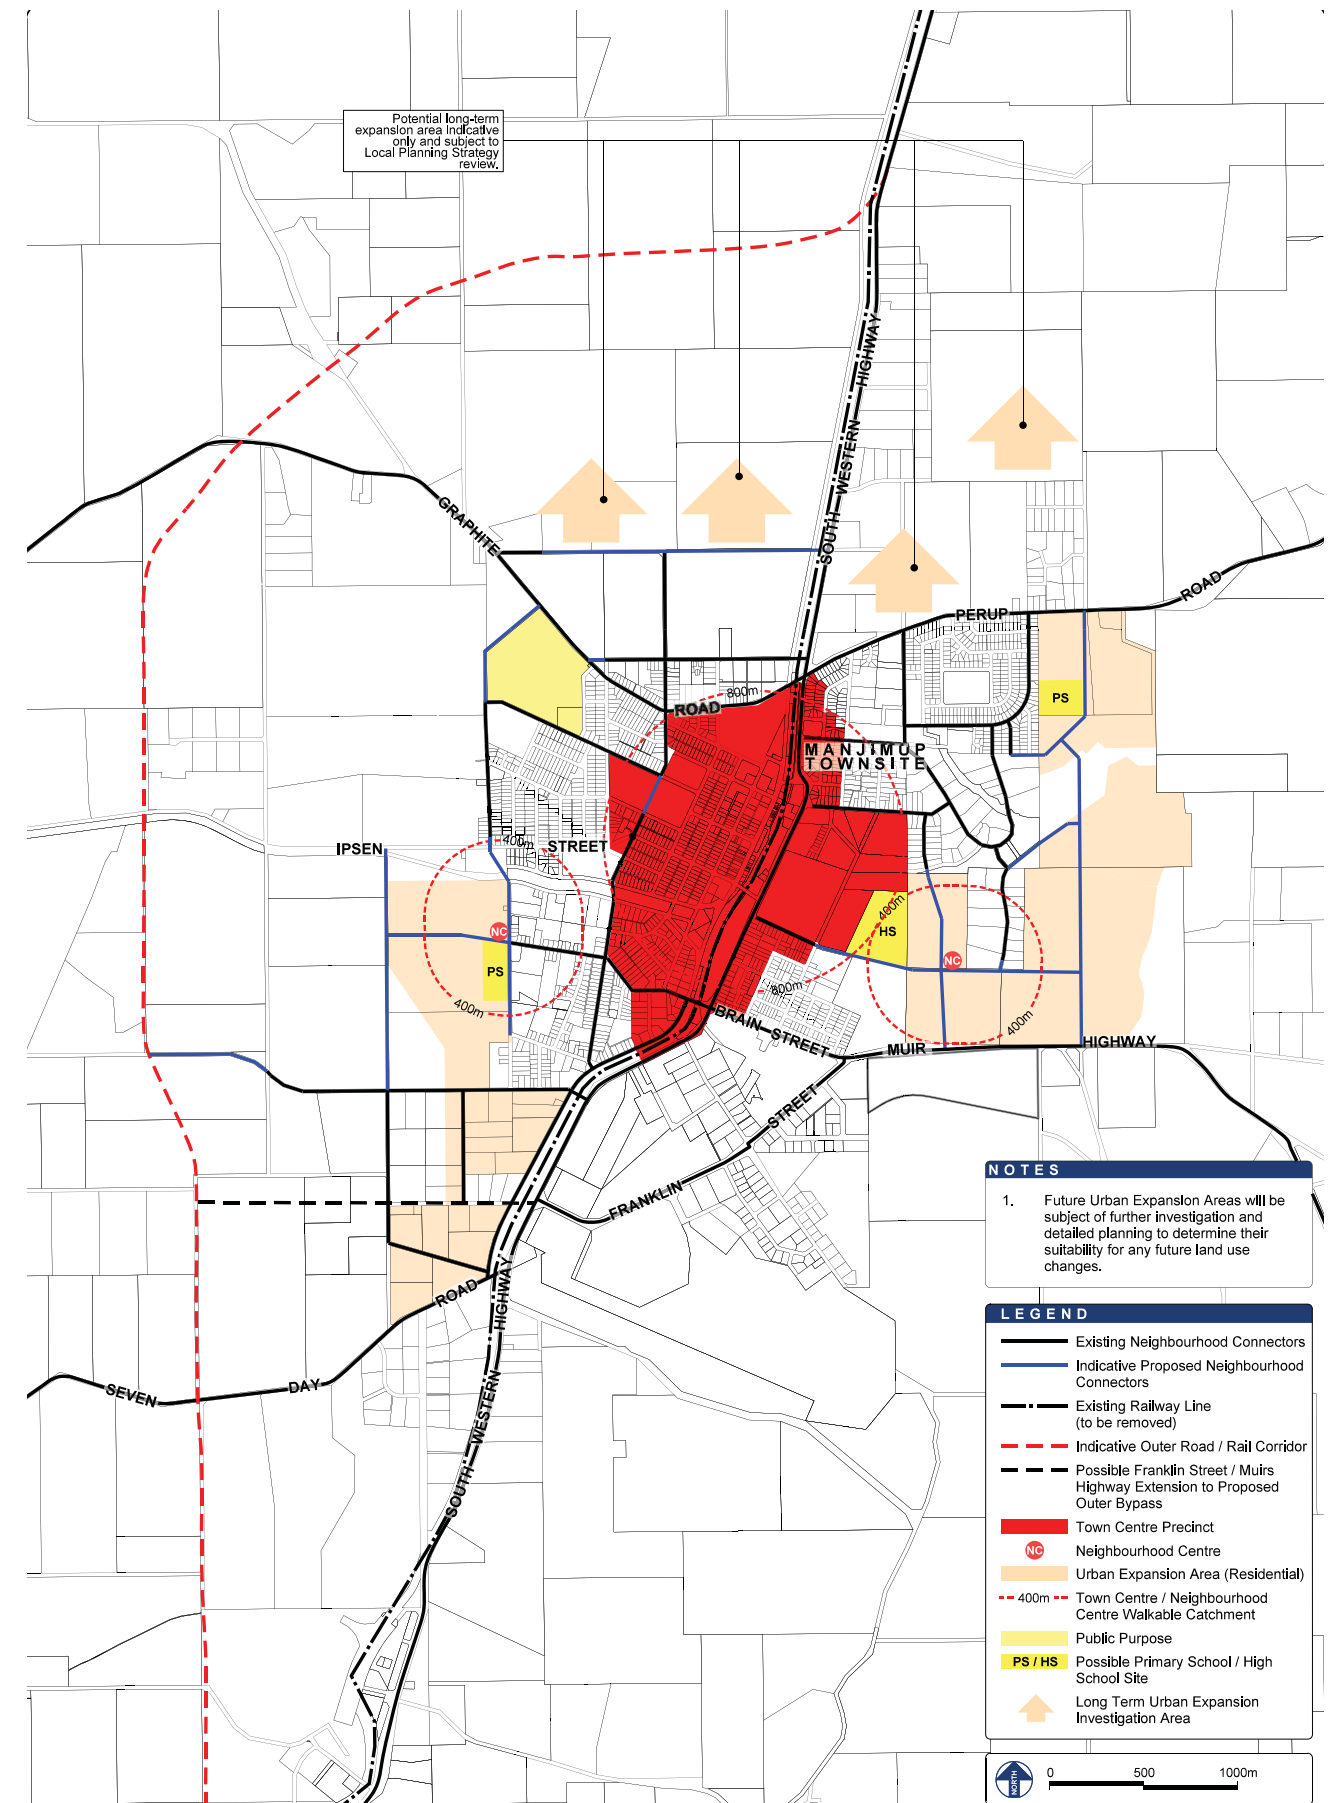 Potential long-term
expansion area Indicative
only and subject to
Local Planning Strategy
review.
SOUTH WESTERN HIGHWAY
GRAPHITE
PERUP
ROAD
PS
800m
ROAD
MANJIMUP
TOWNSITE
IPSEN
400m
STREET
400m
HS
NC
NC
PS
400m
800m
BRAIN STREET
400m
MUIR
HIGHWAY
STREET
FRANKLIN
ROAD
SEVEN
DAY
SOUTH WESTERN HIGHWAY
NOTES
1. Future Urban Expansion Areas will be
subject of further investigation and
detailed planning to determine their
suitability for any future land use
changes.
LEGEND
Existing Neighbourhood Connectors
Indicative Proposed Neighbourhood
Connectors
Existing Railway Line
(to be removed)
Indicative Outer Road / Rail Corridor
Possible Franklin Street / Muirs
Highway Extension to Proposed
Outer Bypass
Town Centre Precinct
NC Neighbourhood Centre
Urban Expansion Area (Residential)
400m Town Centre / Neighbourhood
Centre Walkable Catchment
Public Purpose
PS / HS Possible Primary School / High
School Site
Long Term Urban Expansion
Investigation Area
NORTH
0 500 1000m